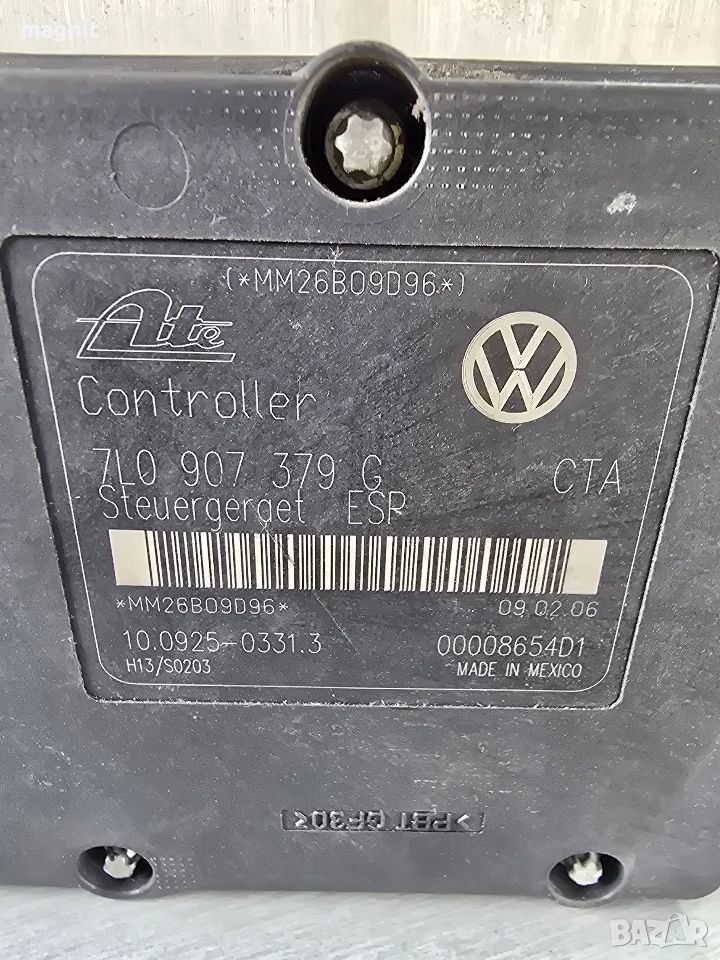 magnit
(*MM26B09D96*)
Ate
Controller
7L0 907 379 G CTA
Steuergerget ESP
*MM26B09D96* 09.02.06
10.0925-0331.3 00008654D1
H13/S0203 MADE IN MEXICO
>PBT GF30<
BAZAR